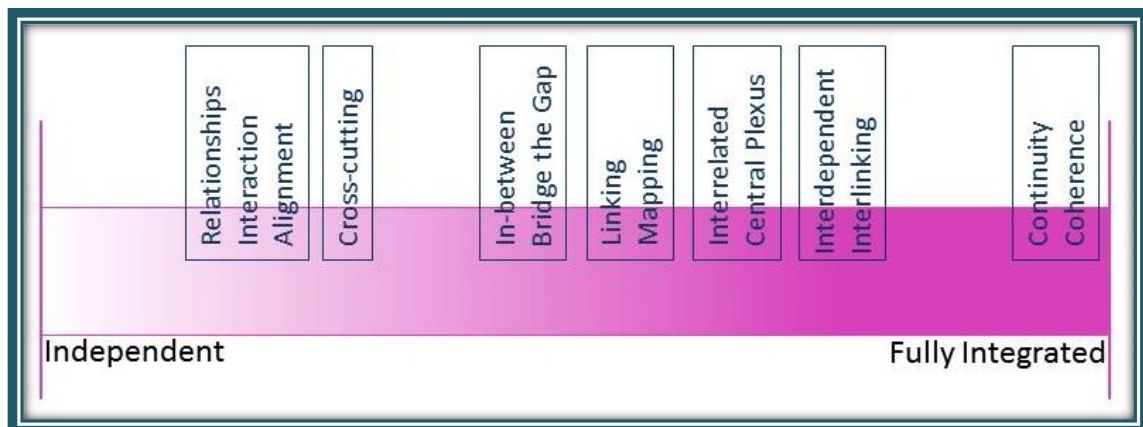 Relationships
Interaction
Alignment
Cross-cutting
In-between
Bridge the Gap
Linking
Mapping
Interrelated
Central Plexus
Interdependent
Interlinking
Continuity
Coherence
Independent
Fully Integrated